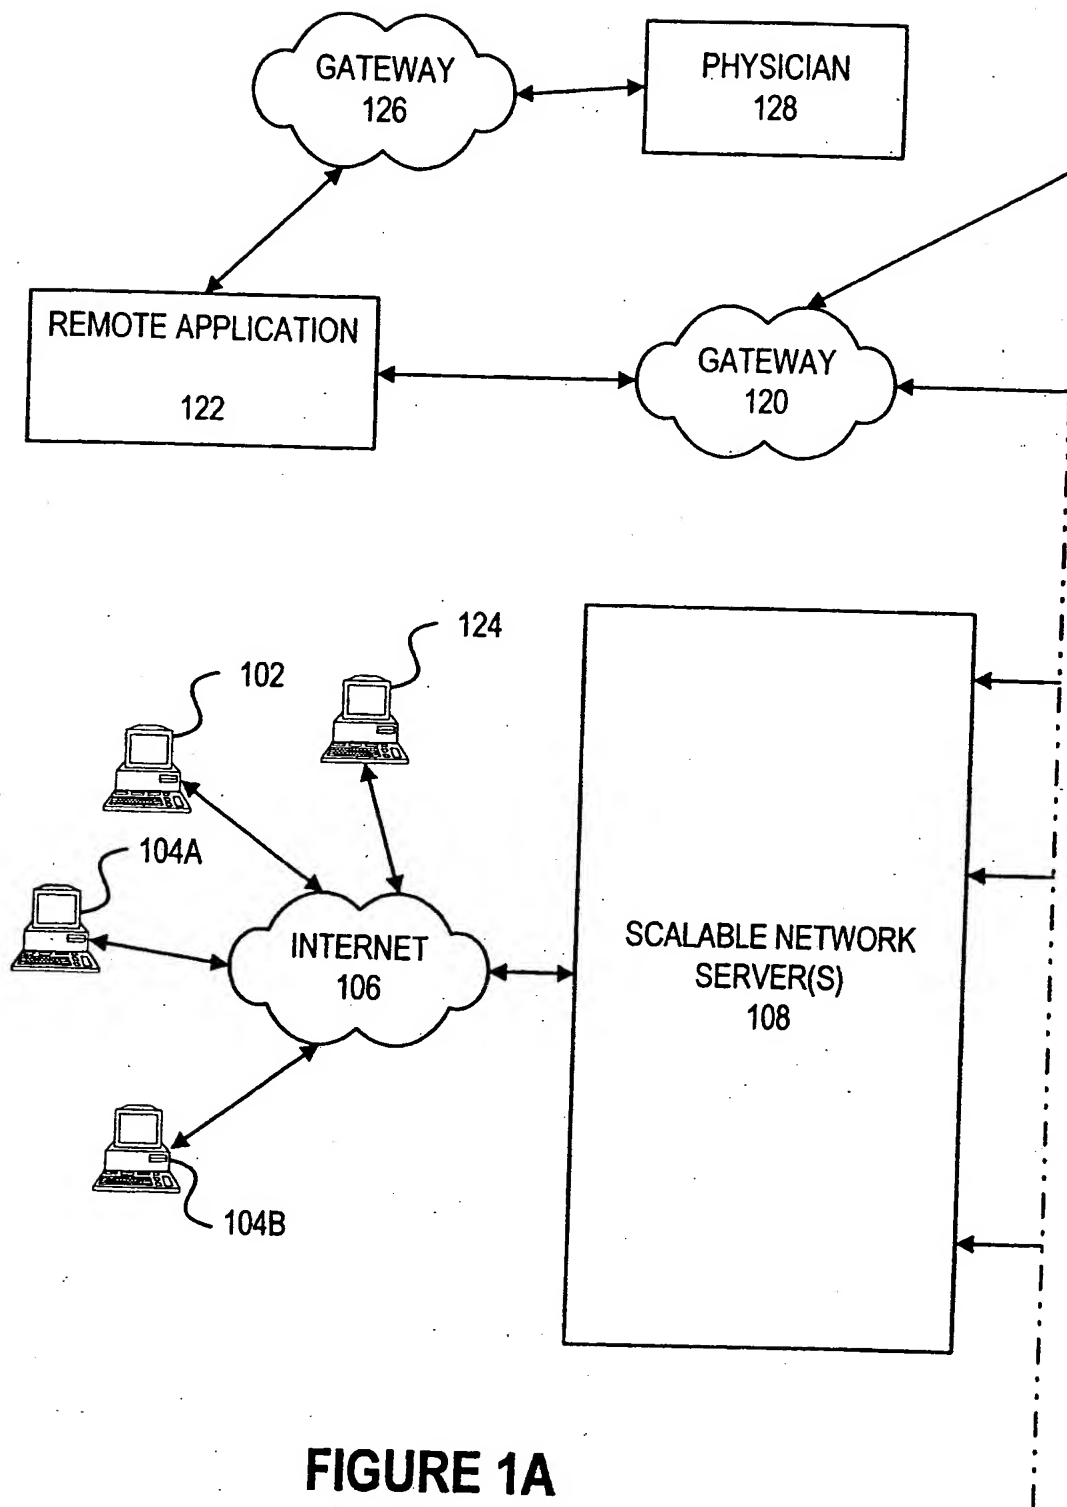 GATEWAY
126
PHYSICIAN
128
REMOTE APPLICATION
122
GATEWAY
120
124
102
104A
INTERNET
106
SCALABLE NETWORK
SERVER(S)
108
104B
FIGURE 1A